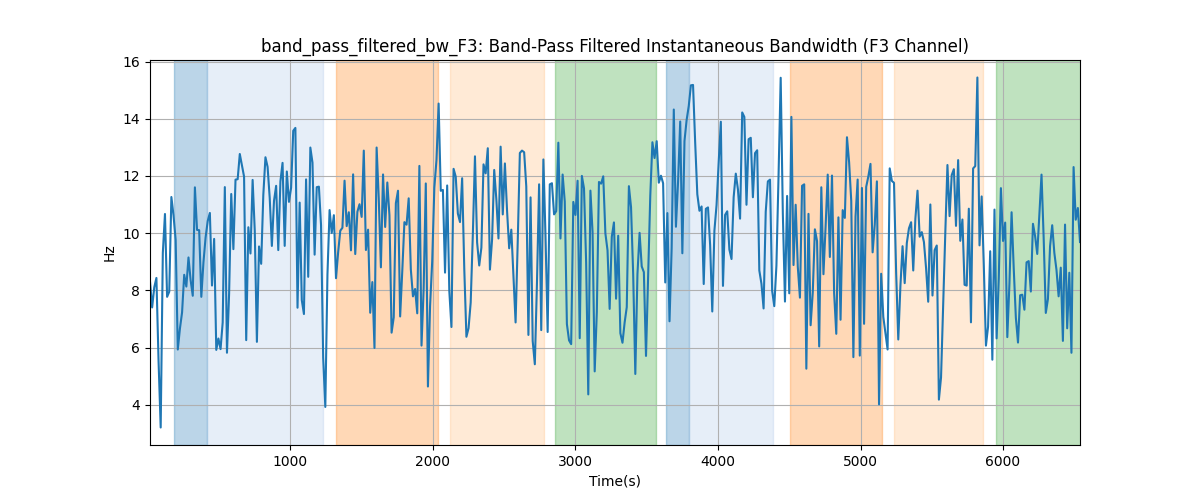 band_pass_filtered_bw_F3: Band-Pass Filtered Instantaneous Bandwidth (F3 Channel)
16
14
12
10
8
6
4
Hz
1000 2000 3000 4000 5000 6000
Time(s)